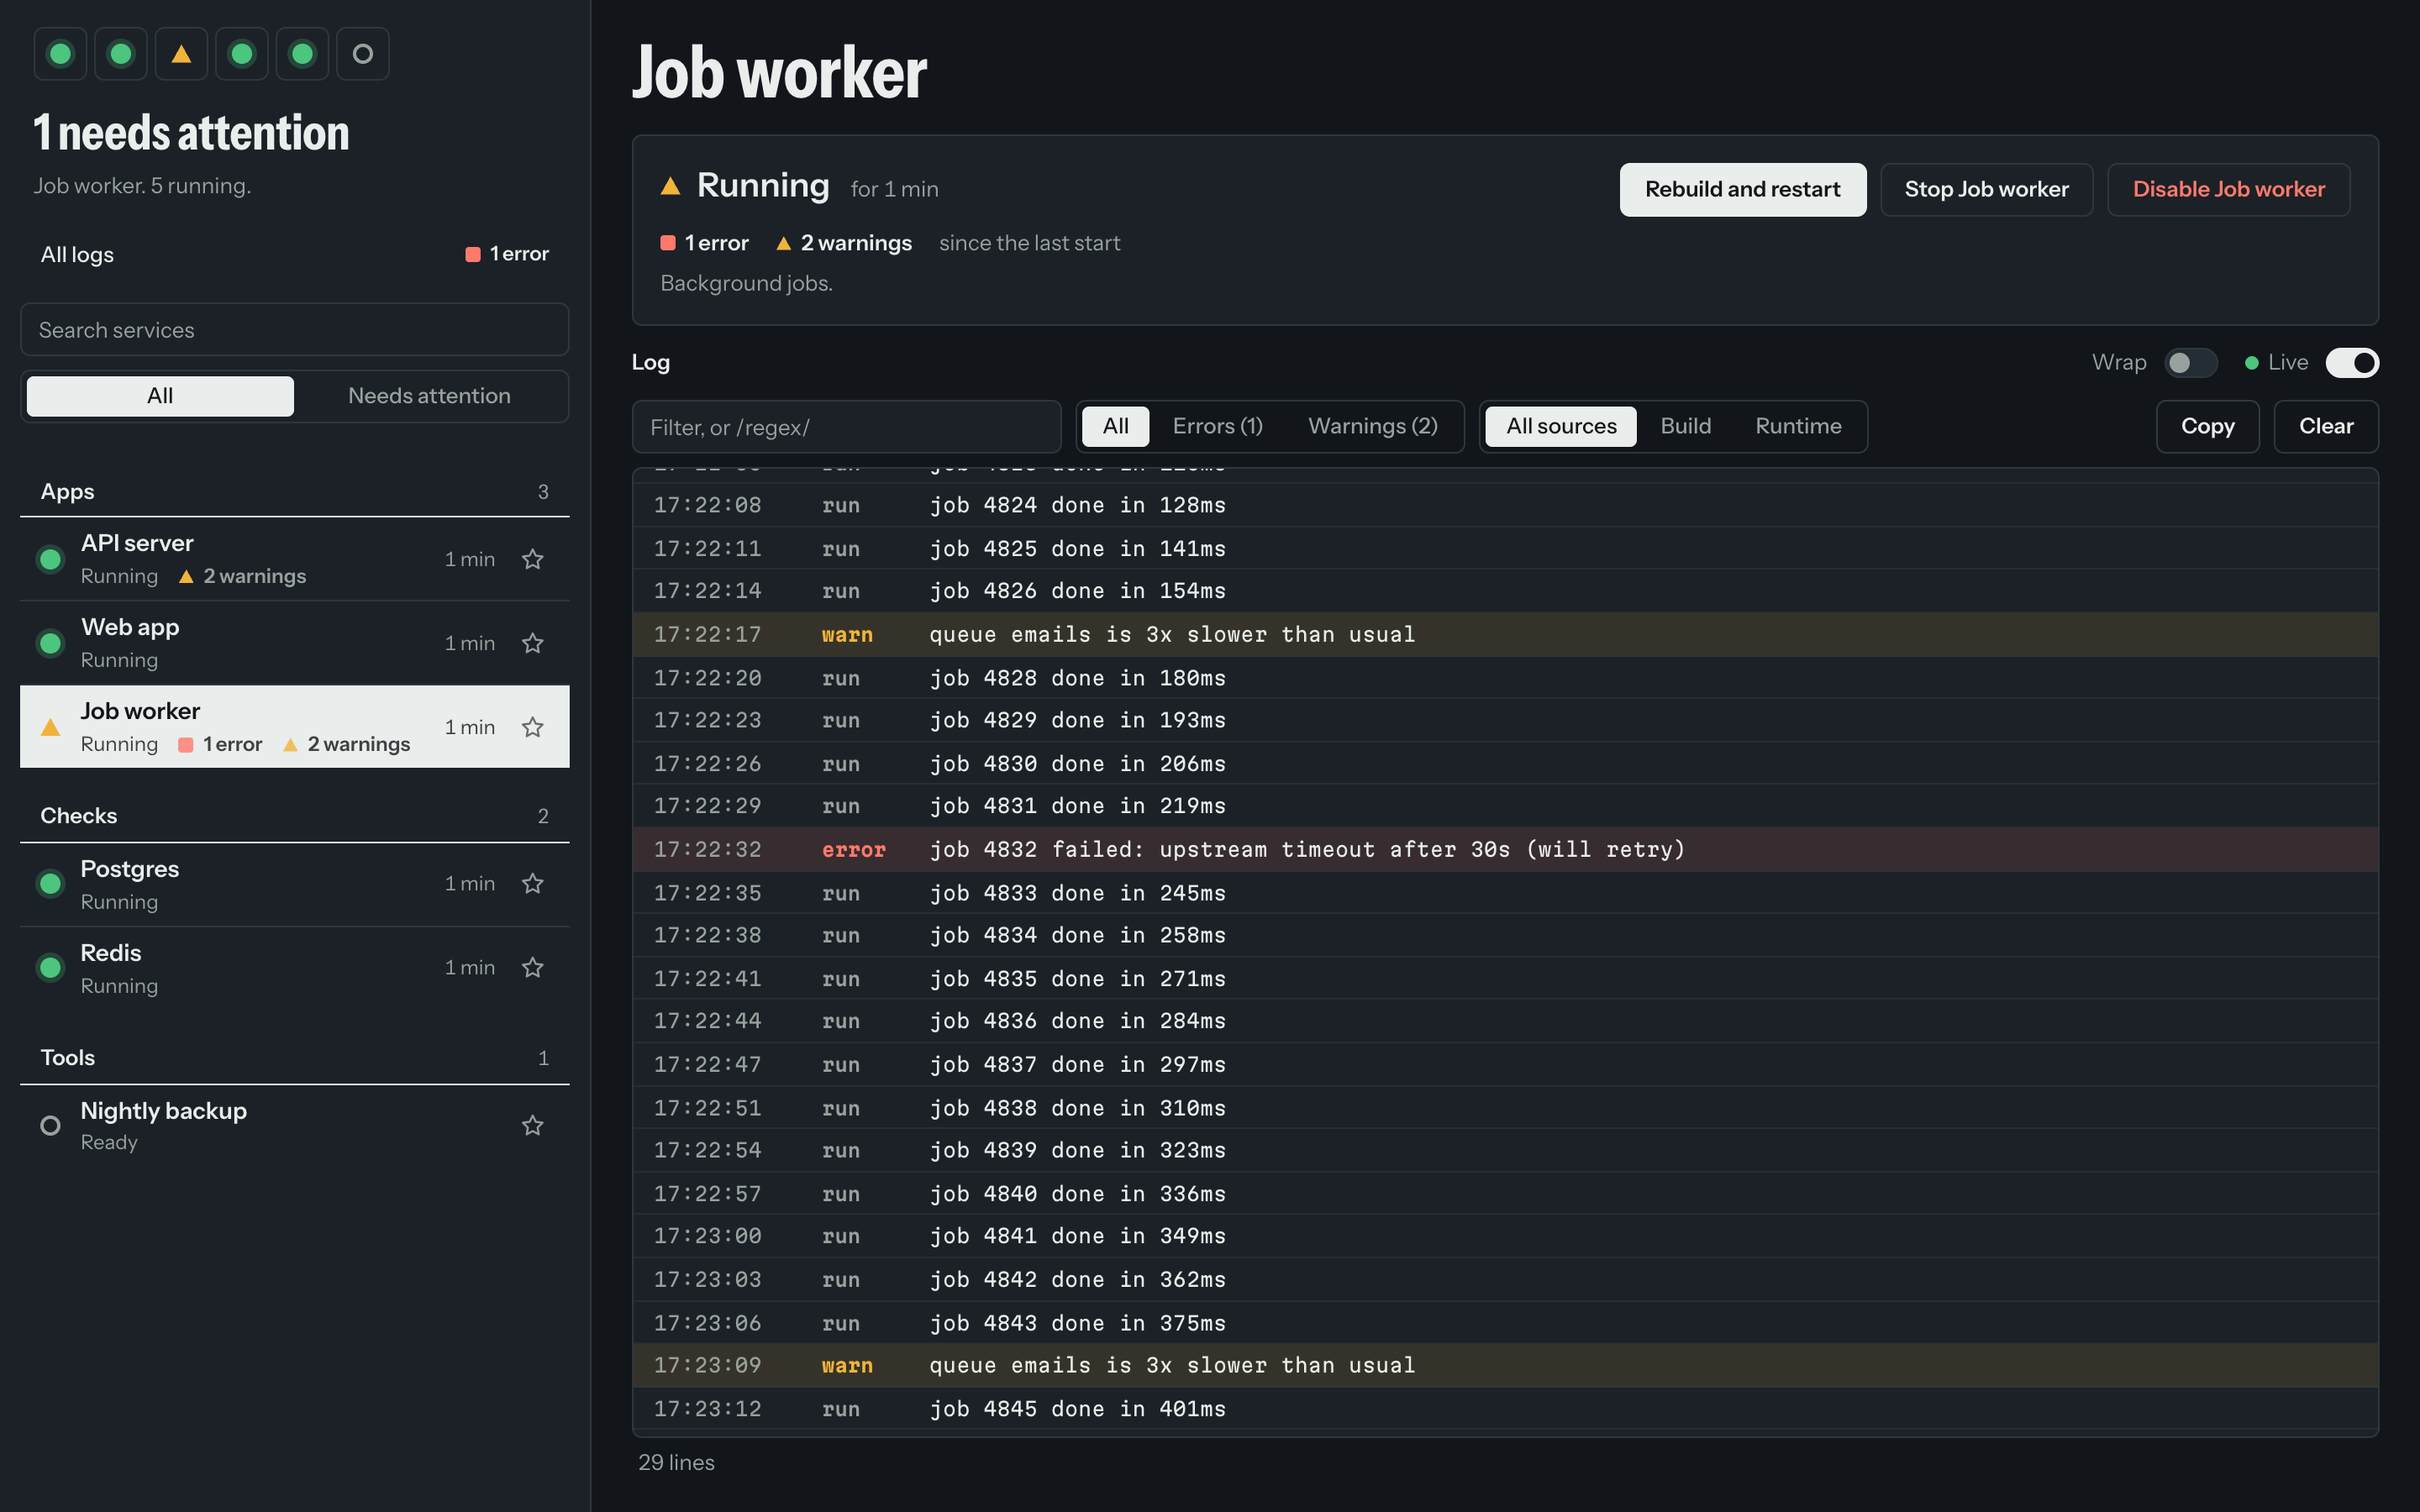 1 needs attention
Job worker. 5 running.
All logs 1 error
Search services
All Needs attention
Apps 3
API server
Running 2 warnings 1 min
Web app
Running 1 min
Job worker
Running 1 error 2 warnings 1 min
Checks 2
Postgres
Running 1 min
Redis
Running 1 min
Tools 1
Nightly backup
Ready
Job worker
Running for 1 min Rebuild and restart Stop Job worker Disable Job worker
1 error 2 warnings since the last start
Background jobs.
Log Wrap Live
Filter, or /regex/ All Errors (1) Warnings (2) All sources Build Runtime Copy Clear
17:22:08 run job 4824 done in 128ms
17:22:11 run job 4825 done in 141ms
17:22:14 run job 4826 done in 154ms
17:22:17 warn queue emails is 3x slower than usual
17:22:20 run job 4828 done in 180ms
17:22:23 run job 4829 done in 193ms
17:22:26 run job 4830 done in 206ms
17:22:29 run job 4831 done in 219ms
17:22:32 error job 4832 failed: upstream timeout after 30s (will retry)
17:22:35 run job 4833 done in 245ms
17:22:38 run job 4834 done in 258ms
17:22:41 run job 4835 done in 271ms
17:22:44 run job 4836 done in 284ms
17:22:47 run job 4837 done in 297ms
17:22:51 run job 4838 done in 310ms
17:22:54 run job 4839 done in 323ms
17:22:57 run job 4840 done in 336ms
17:23:00 run job 4841 done in 349ms
17:23:03 run job 4842 done in 362ms
17:23:06 run job 4843 done in 375ms
17:23:09 warn queue emails is 3x slower than usual
17:23:12 run job 4845 done in 401ms
29 lines